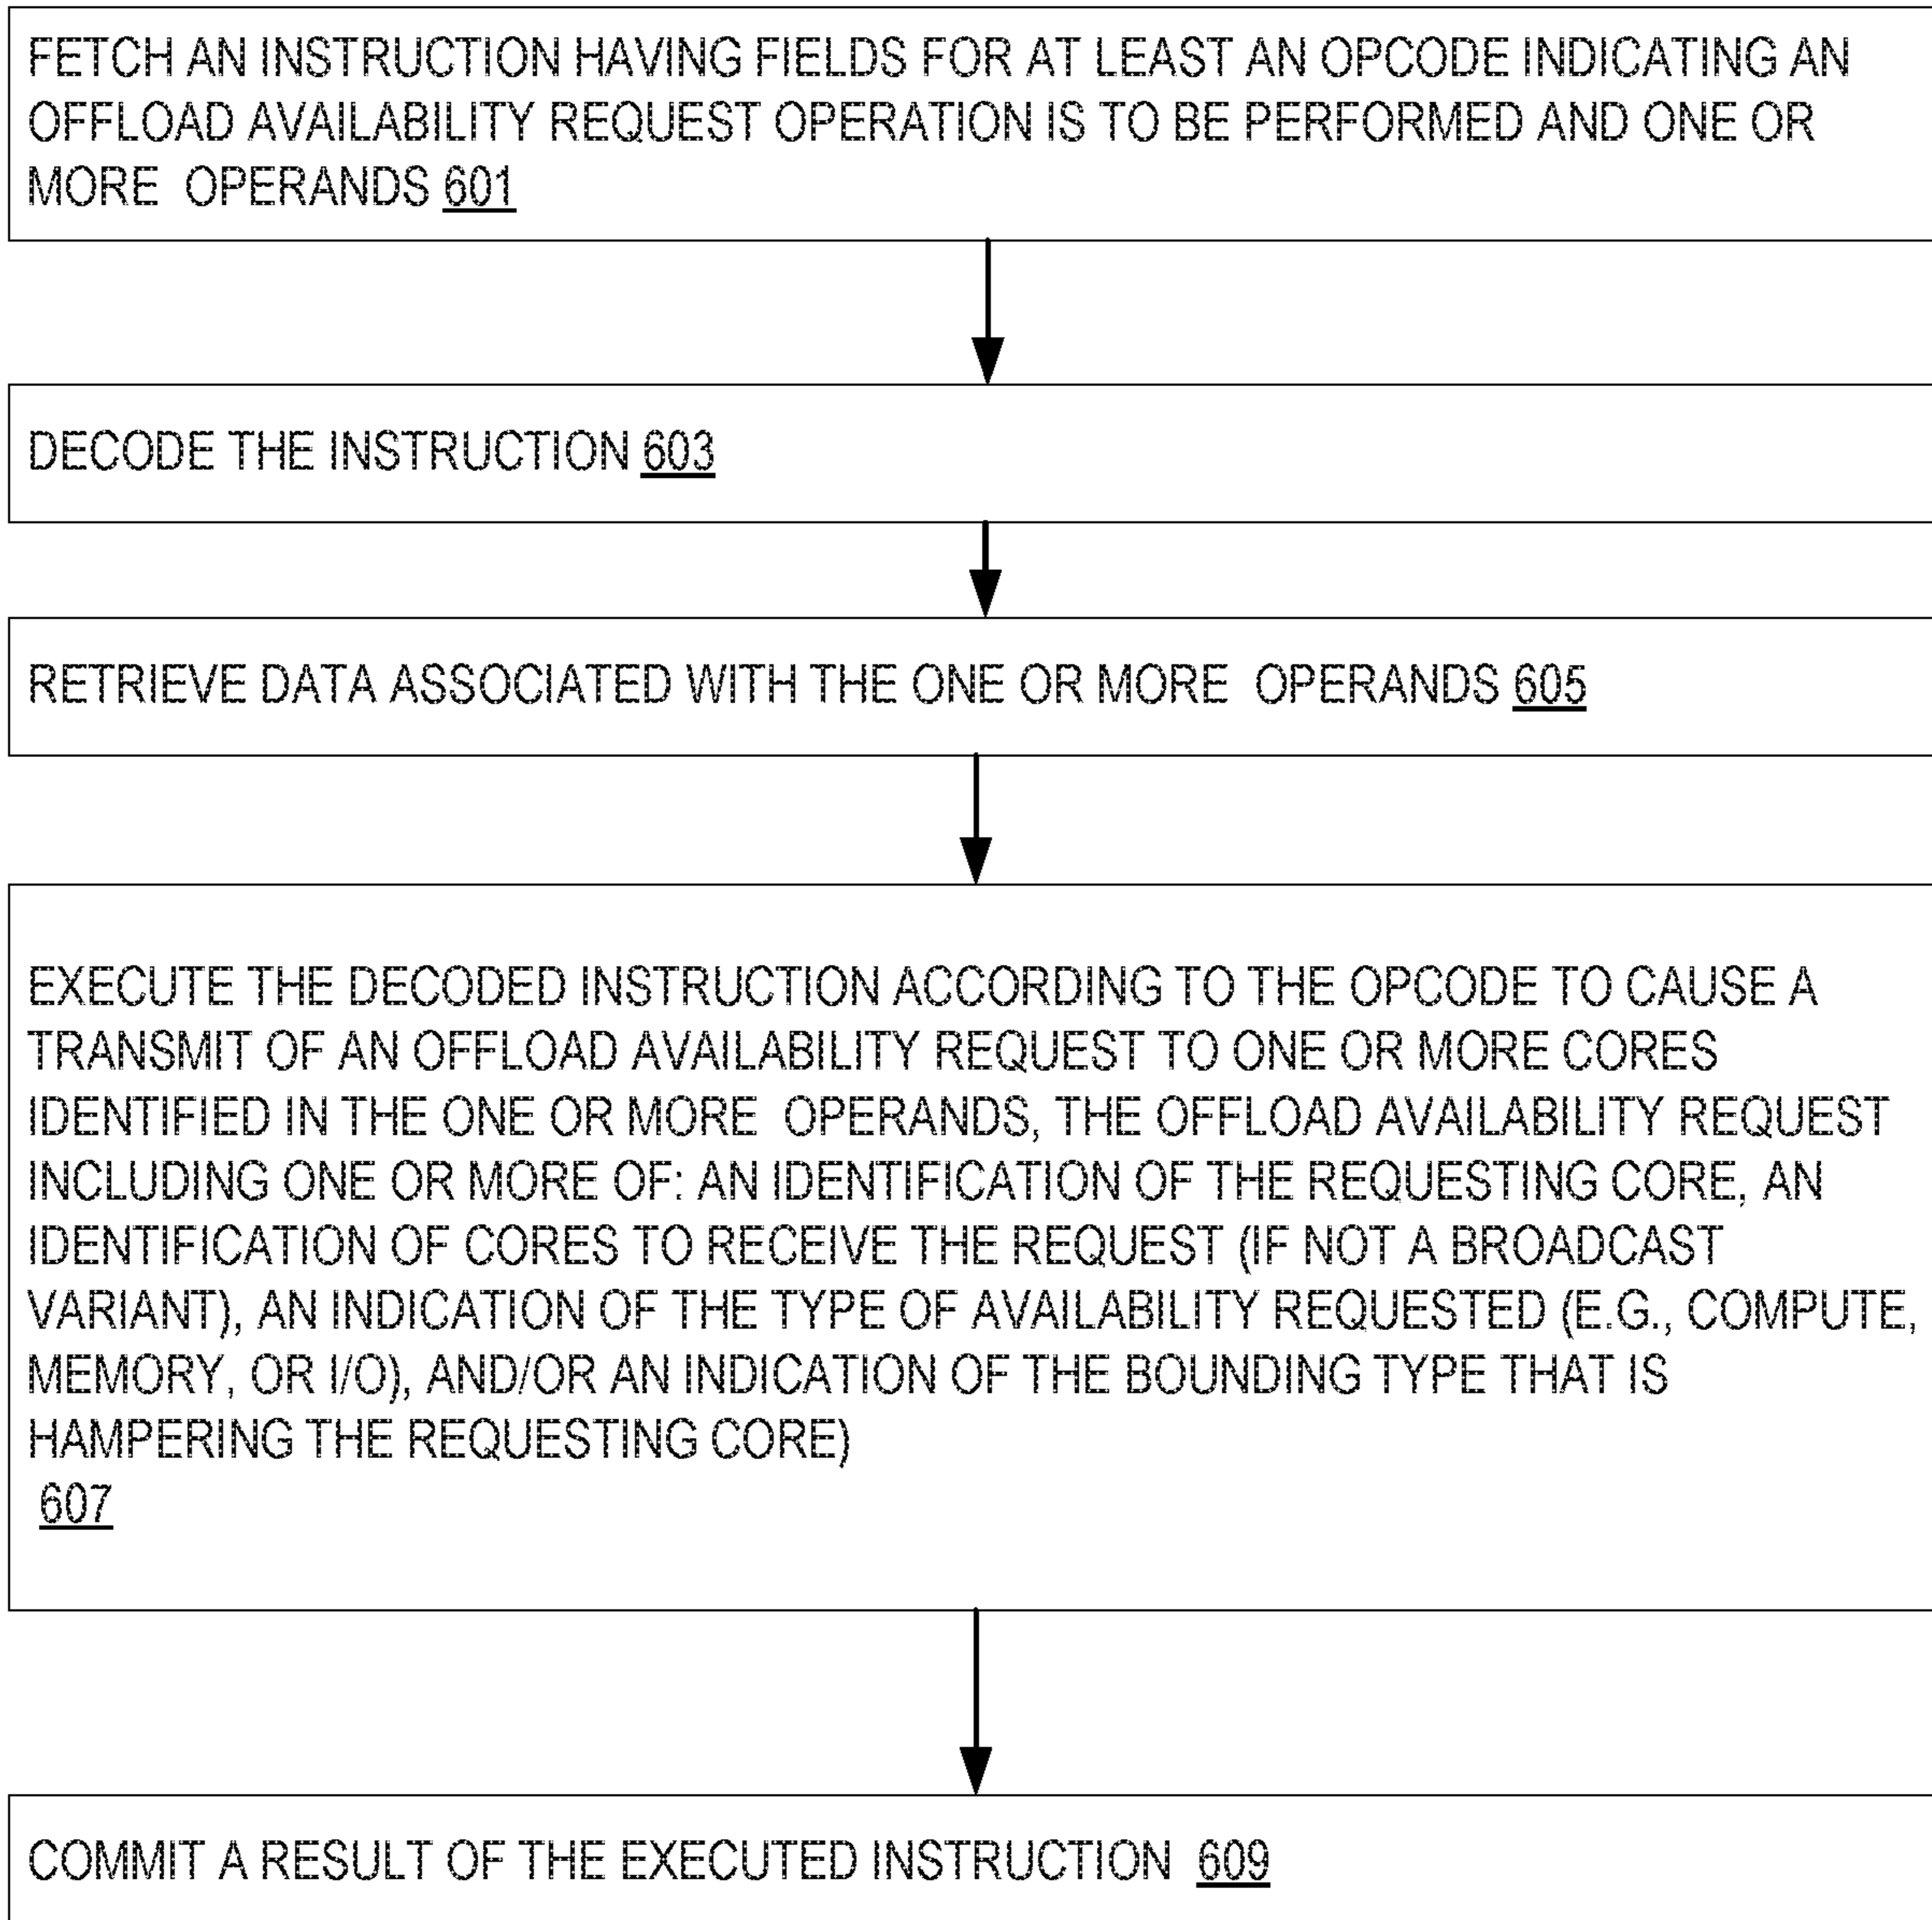 FETCH AN INSTRUCTION HAVING FIELDS FOR AT LEAST AN OPCODE INDICATING AN
OFFLOAD AVAILABILITY REQUEST OPERATION IS TO BE PERFORMED AND ONE OR
MORE OPERANDS 601
DECODE THE INSTRUCTION 603
RETRIEVE DATA ASSOCIATED WITH THE ONE OR MORE OPERANDS 605
EXECUTE THE DECODED INSTRUCTION ACCORDING TO THE OPCODE TO CAUSE A
TRANSMIT OF AN OFFLOAD AVAILABILITY REQUEST TO ONE OR MORE CORES
IDENTIFIED IN THE ONE OR MORE OPERANDS, THE OFFLOAD AVAILABILITY REQUEST
INCLUDING ONE OR MORE OF: AN IDENTIFICATION OF THE REQUESTING CORE, AN
IDENTIFICATION OF CORES TO RECEIVE THE REQUEST (IF NOT A BROADCAST
VARIANT), AN INDICATION OF THE TYPE OF AVAILABILITY REQUESTED (E.G., COMPUTE,
MEMORY, OR I/O), AND/OR AN INDICATION OF THE BOUNDING TYPE THAT IS
HAMPERING THE REQUESTING CORE)
607
COMMIT A RESULT OF THE EXECUTED INSTRUCTION 609